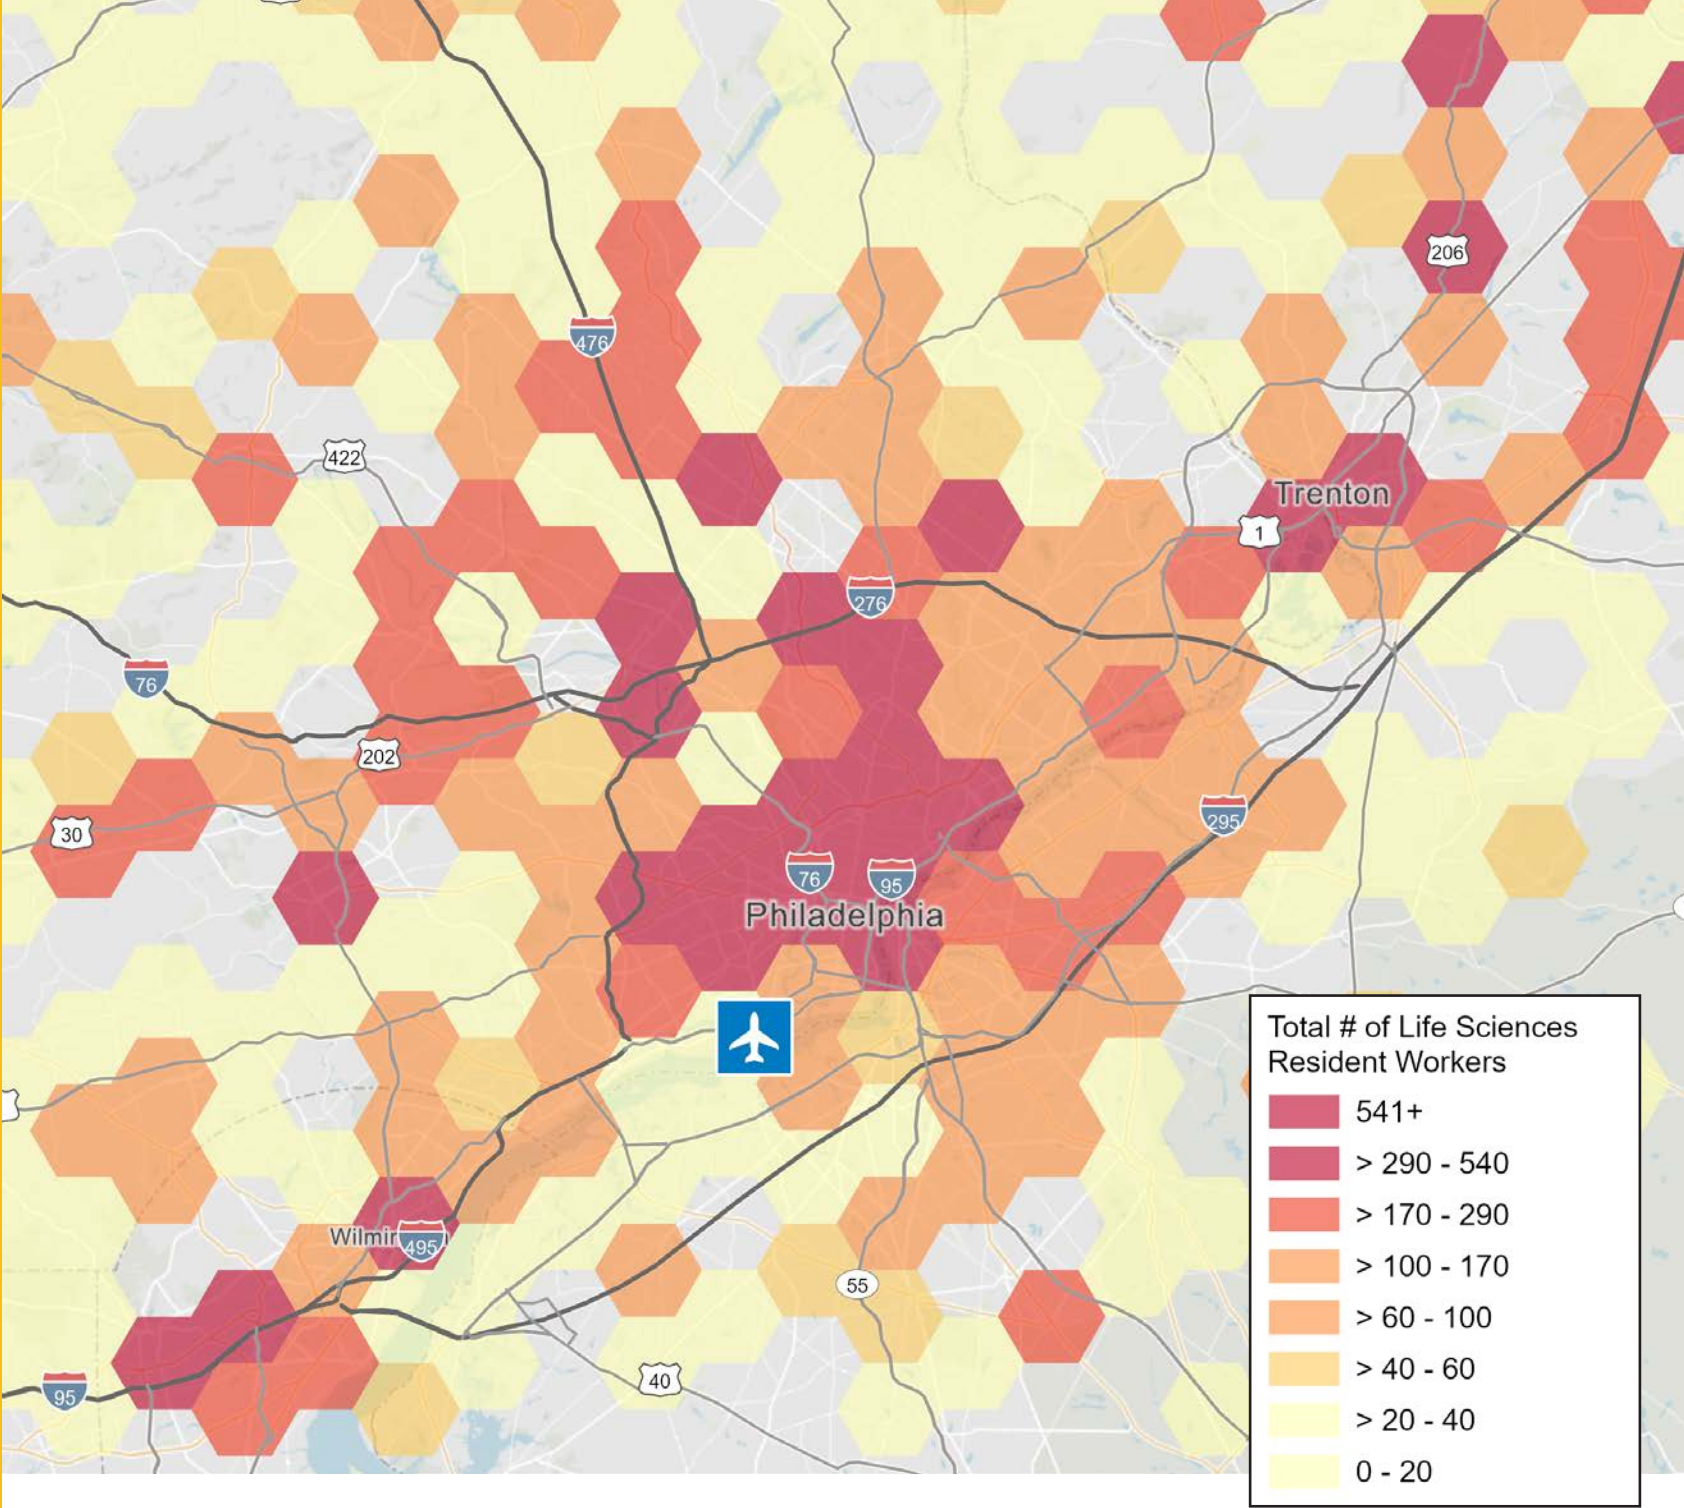 206
476
422
Trenton
1
276
76
202
30
295
76
95
Philadelphia
Wilmin
495
55
95
40
Total # of Life Sciences
Resident Workers
541+
> 290 - 540
> 170 - 290
> 100 - 170
> 60 - 100
> 40 - 60
> 20 - 40
0 - 20